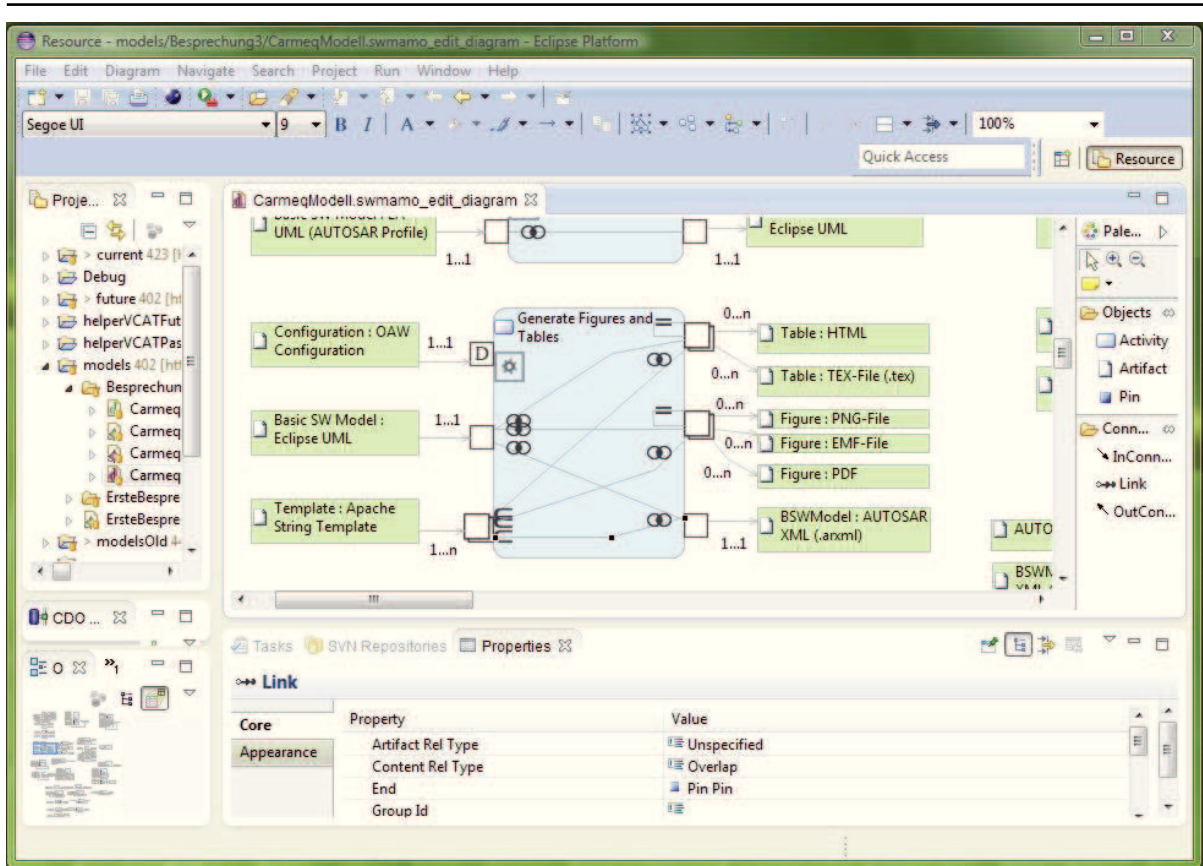 Resource - models/Besprechung3/CarmeqModell.swmamo_edit_diagram - Eclipse Platform
File Edit Diagram Navigate Search Project Run Window Help
Segoe UI 9 B I A 100%
Quick Access Resource
Proje...
> current 423 [h
Debug
> future 402 [ht
helperVCATFut
helperVCATPas
models 402 [htt
Besprechun
Carmeq
Carmeq
Carmeq
Carmeq
ErsteBespre
ErsteBespre
> modelsOld 4
CarmeqModell.swmamo_edit_diagram
UML (AUTOSAR Profile)
1...1
1...1
Eclipse UML
Configuration : OAW
Configuration
1...1
D
Generate Figures and
Tables
0...n
Table : HTML
0...n
Table : TEX-File (.tex)
Basic SW Model :
Eclipse UML
1...1
0...n
Figure : PNG-File
0...n
Figure : EMF-File
0...n
Figure : PDF
Template : Apache
String Template
1...n
1...1
BSWModel : AUTOSAR
XML (.arxml)
AUTO
BSWM
Pale...
Objects
Activity
Artifact
Pin
Conn...
InConn...
Link
OutCon...
CDO ...
O »1
Tasks SVN Repositories Properties
Link
Core
Appearance
Property Value
Artifact Rel Type Unspecified
Content Rel Type Overlap
End Pin Pin
Group Id